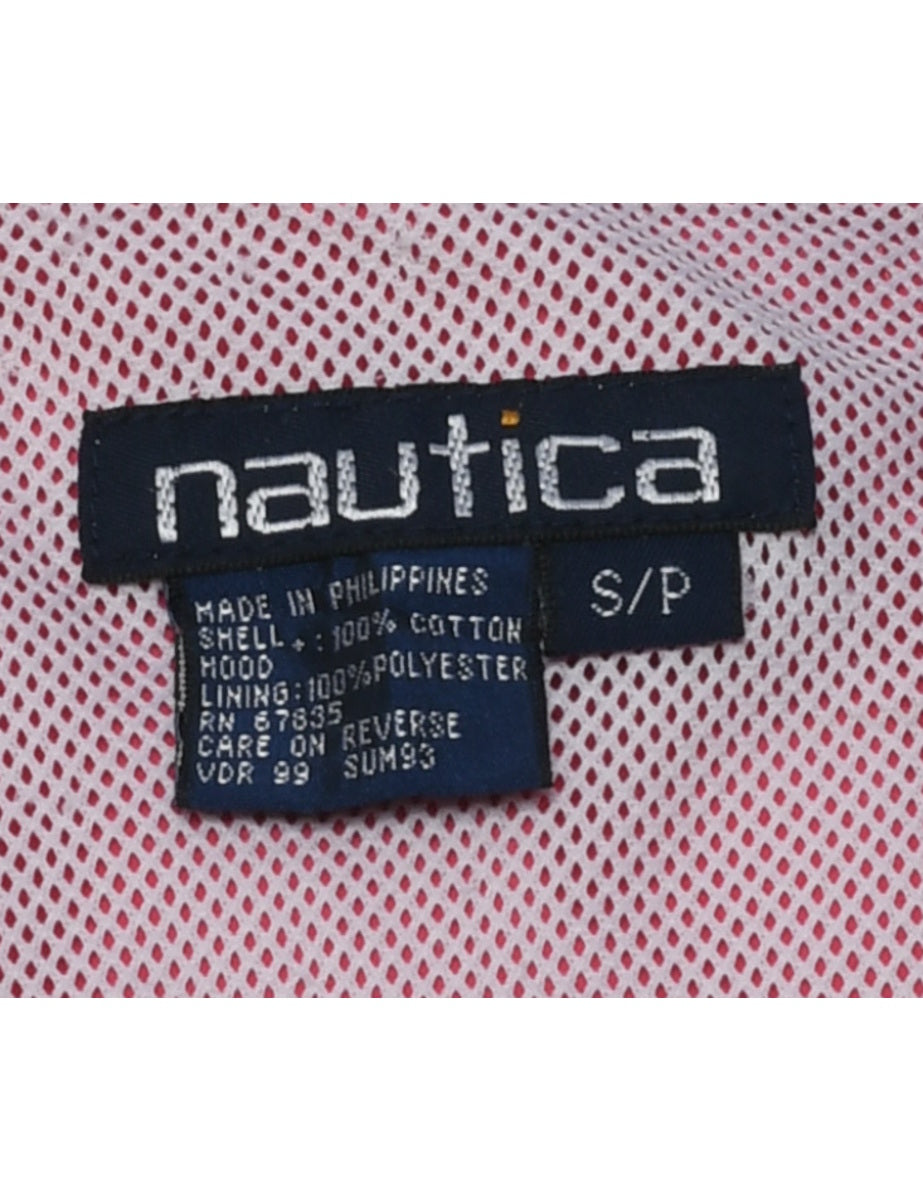 nautica
S/P
MADE IN PHILIPPINES
SHELL + : 100% COTTON
HOOD
LINING: 100% POLYESTER
RN 67835
CARE ON REVERSE
VDR 99 SUM93